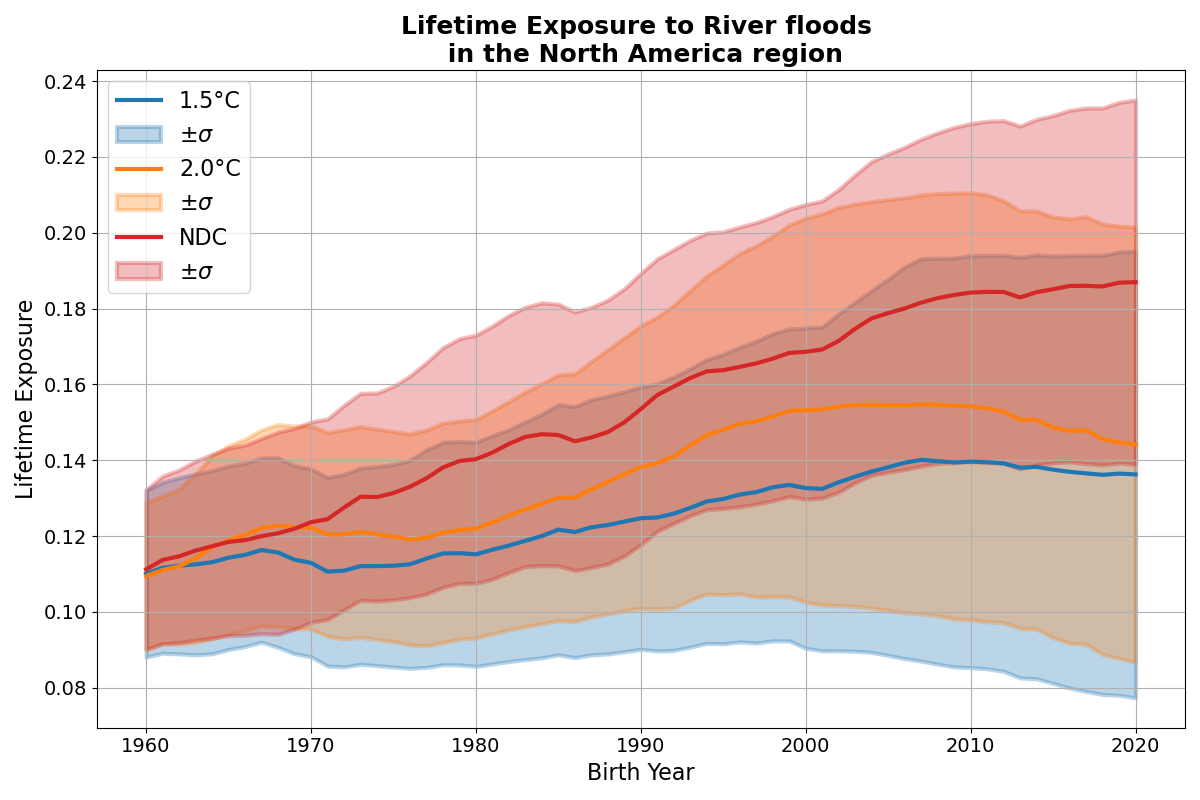 Lifetime Exposure to River floods
in the North America region
0.24
0.22
0.20
0.18
0.16
0.14
0.12
0.10
0.08
Lifetime Exposure
1.5°C
±σ
2.0°C
±σ
NDC
±σ
1960 1970 1980 1990 2000 2010 2020
Birth Year